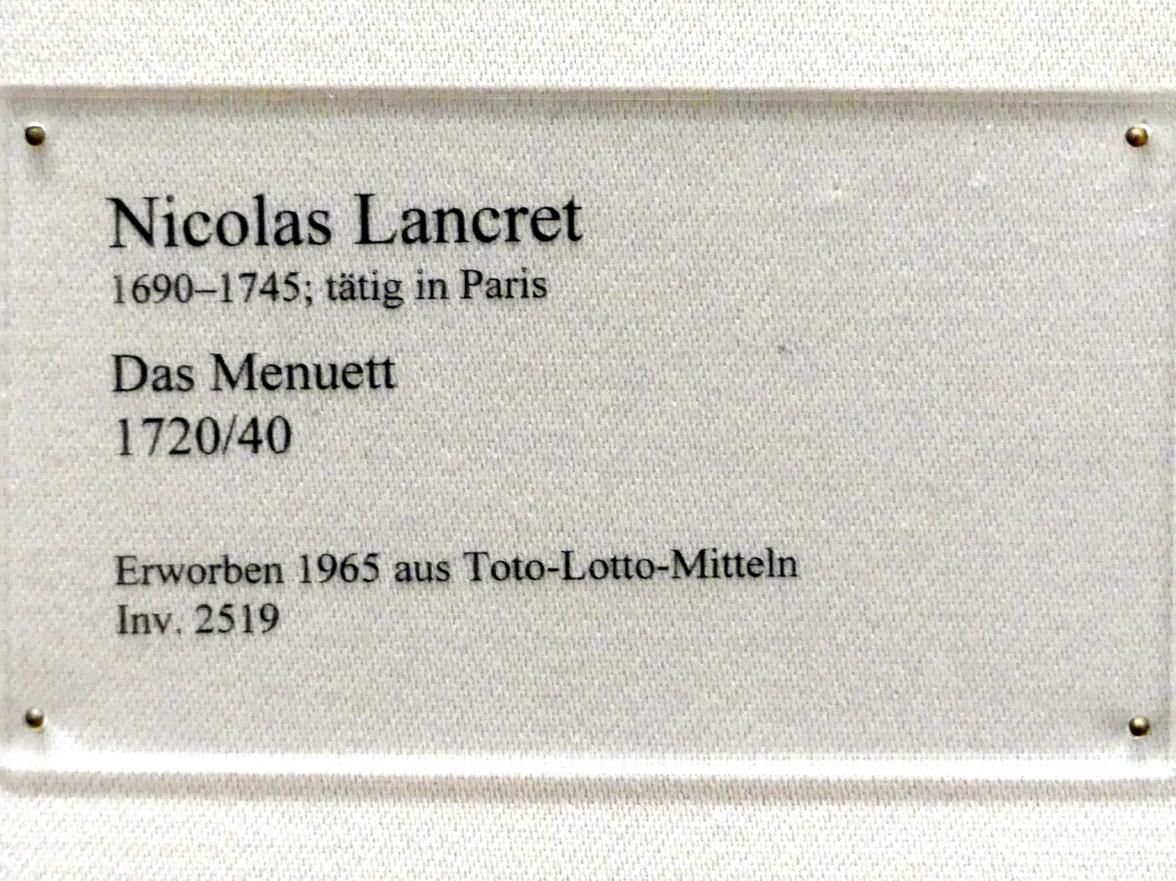 Nicolas Lancret
1690–1745; tätig in Paris
Das Menuett
1720/40
Erworben 1965 aus Toto-Lotto-Mitteln
Inv. 2519